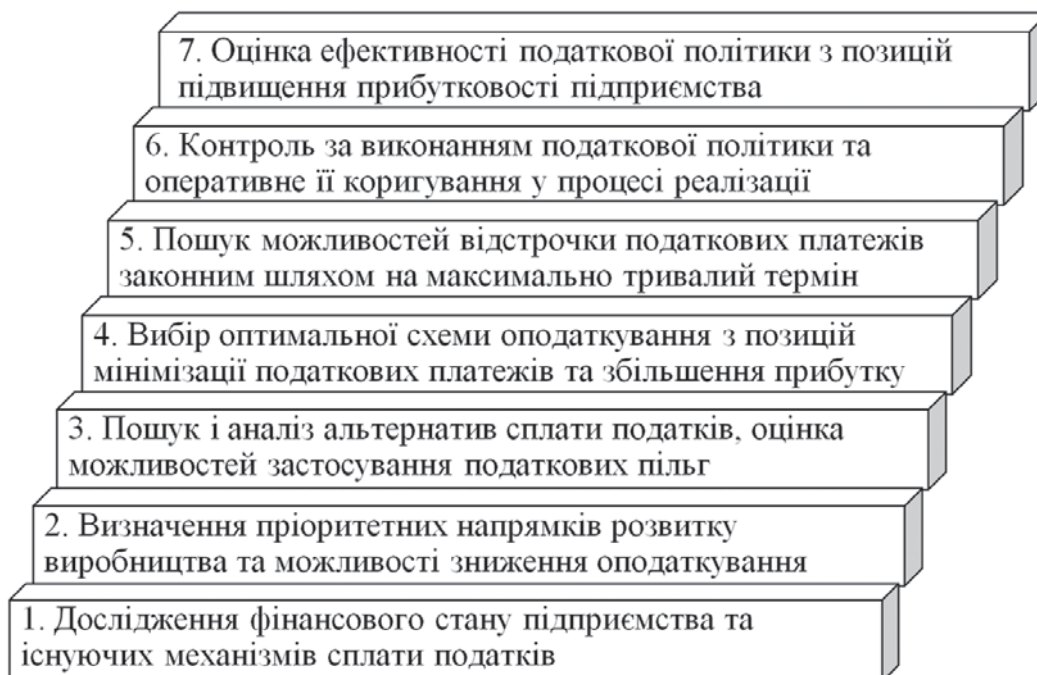 7. Оцінка ефективності податкової політики з позицій
підвищення прибутковості підприємства
6. Контроль за виконанням податкової політики та
оперативне її коригування у процесі реалізації
5. Пошук можливостей відстрочки податкових платежів
законним шляхом на максимально тривалий термін
4. Вибір оптимальної схеми оподаткування з позицій
мінімізації податкових платежів та збільшення прибутку
3. Пошук і аналіз альтернатив сплати податків, оцінка
можливостей застосування податкових пільг
2. Визначення пріоритетних напрямків розвитку
виробництва та можливості зниження оподаткування
1. Дослідження фінансового стану підприємства та
існуючих механізмів сплати податків